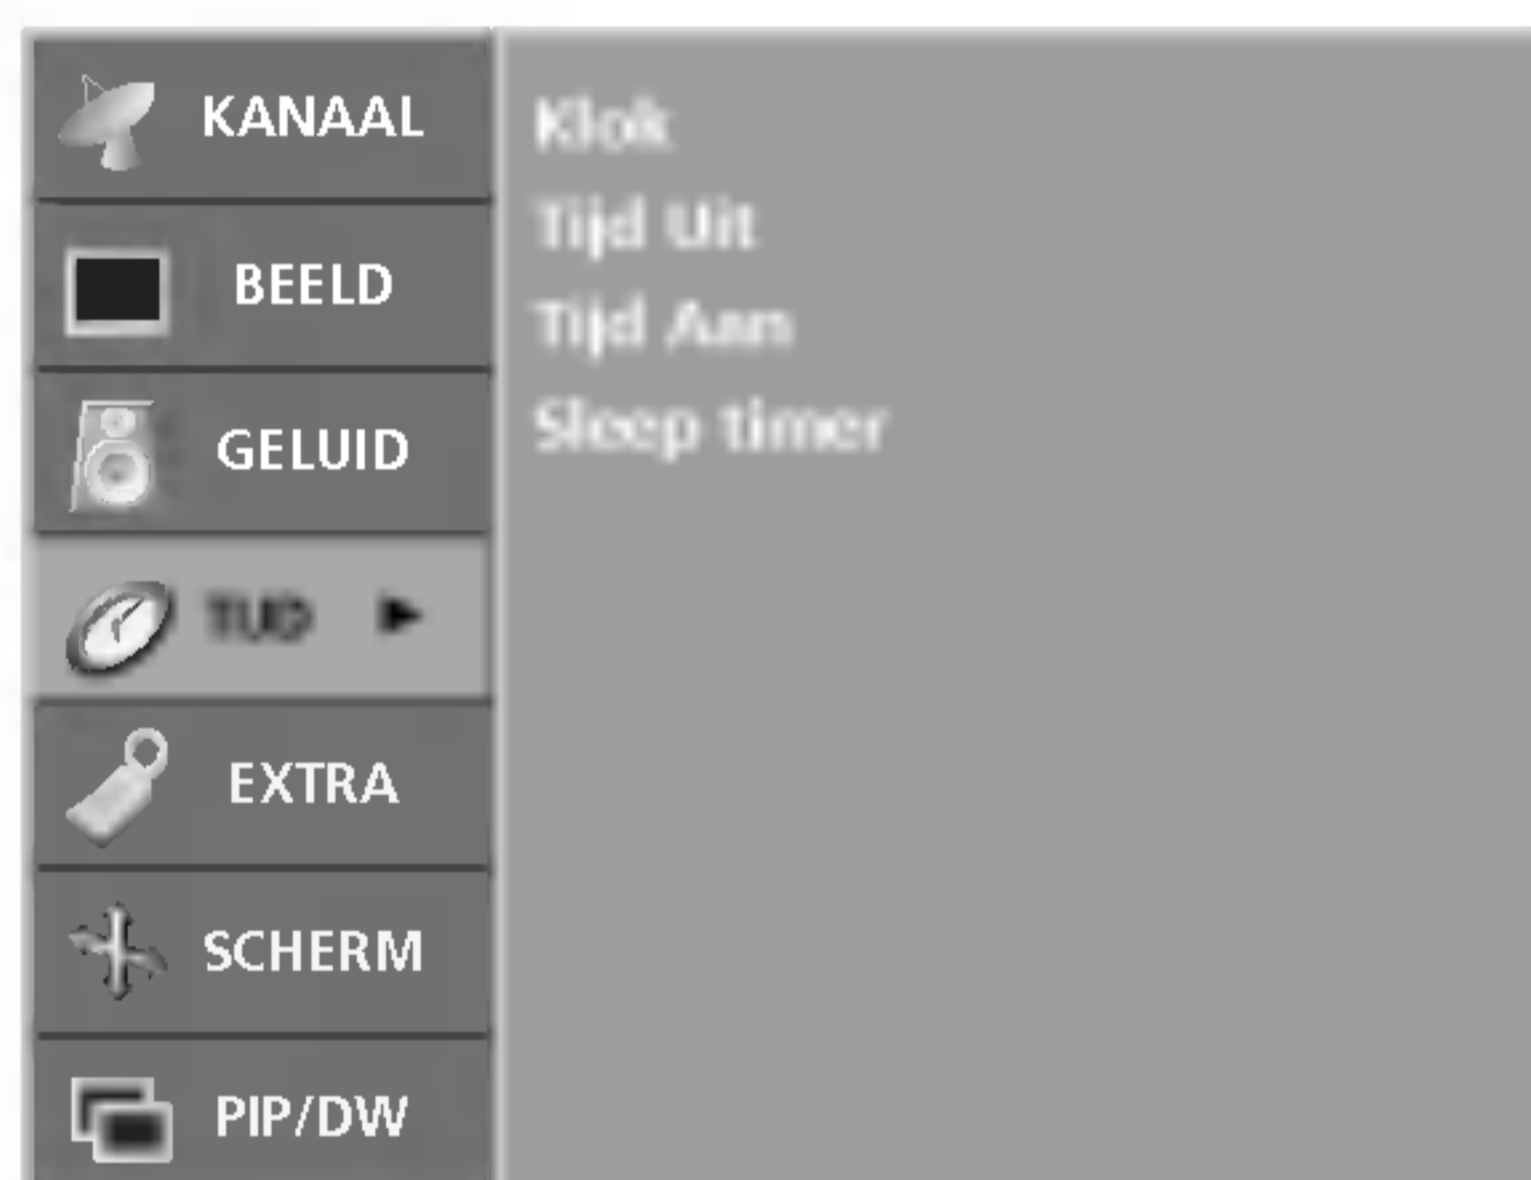 KANAAL
BEELD
GELUID
TIJD
EXTRA
SCHERM
PIP/DW
Klok
Tijd Uit
Tijd Aan
Sleep timer